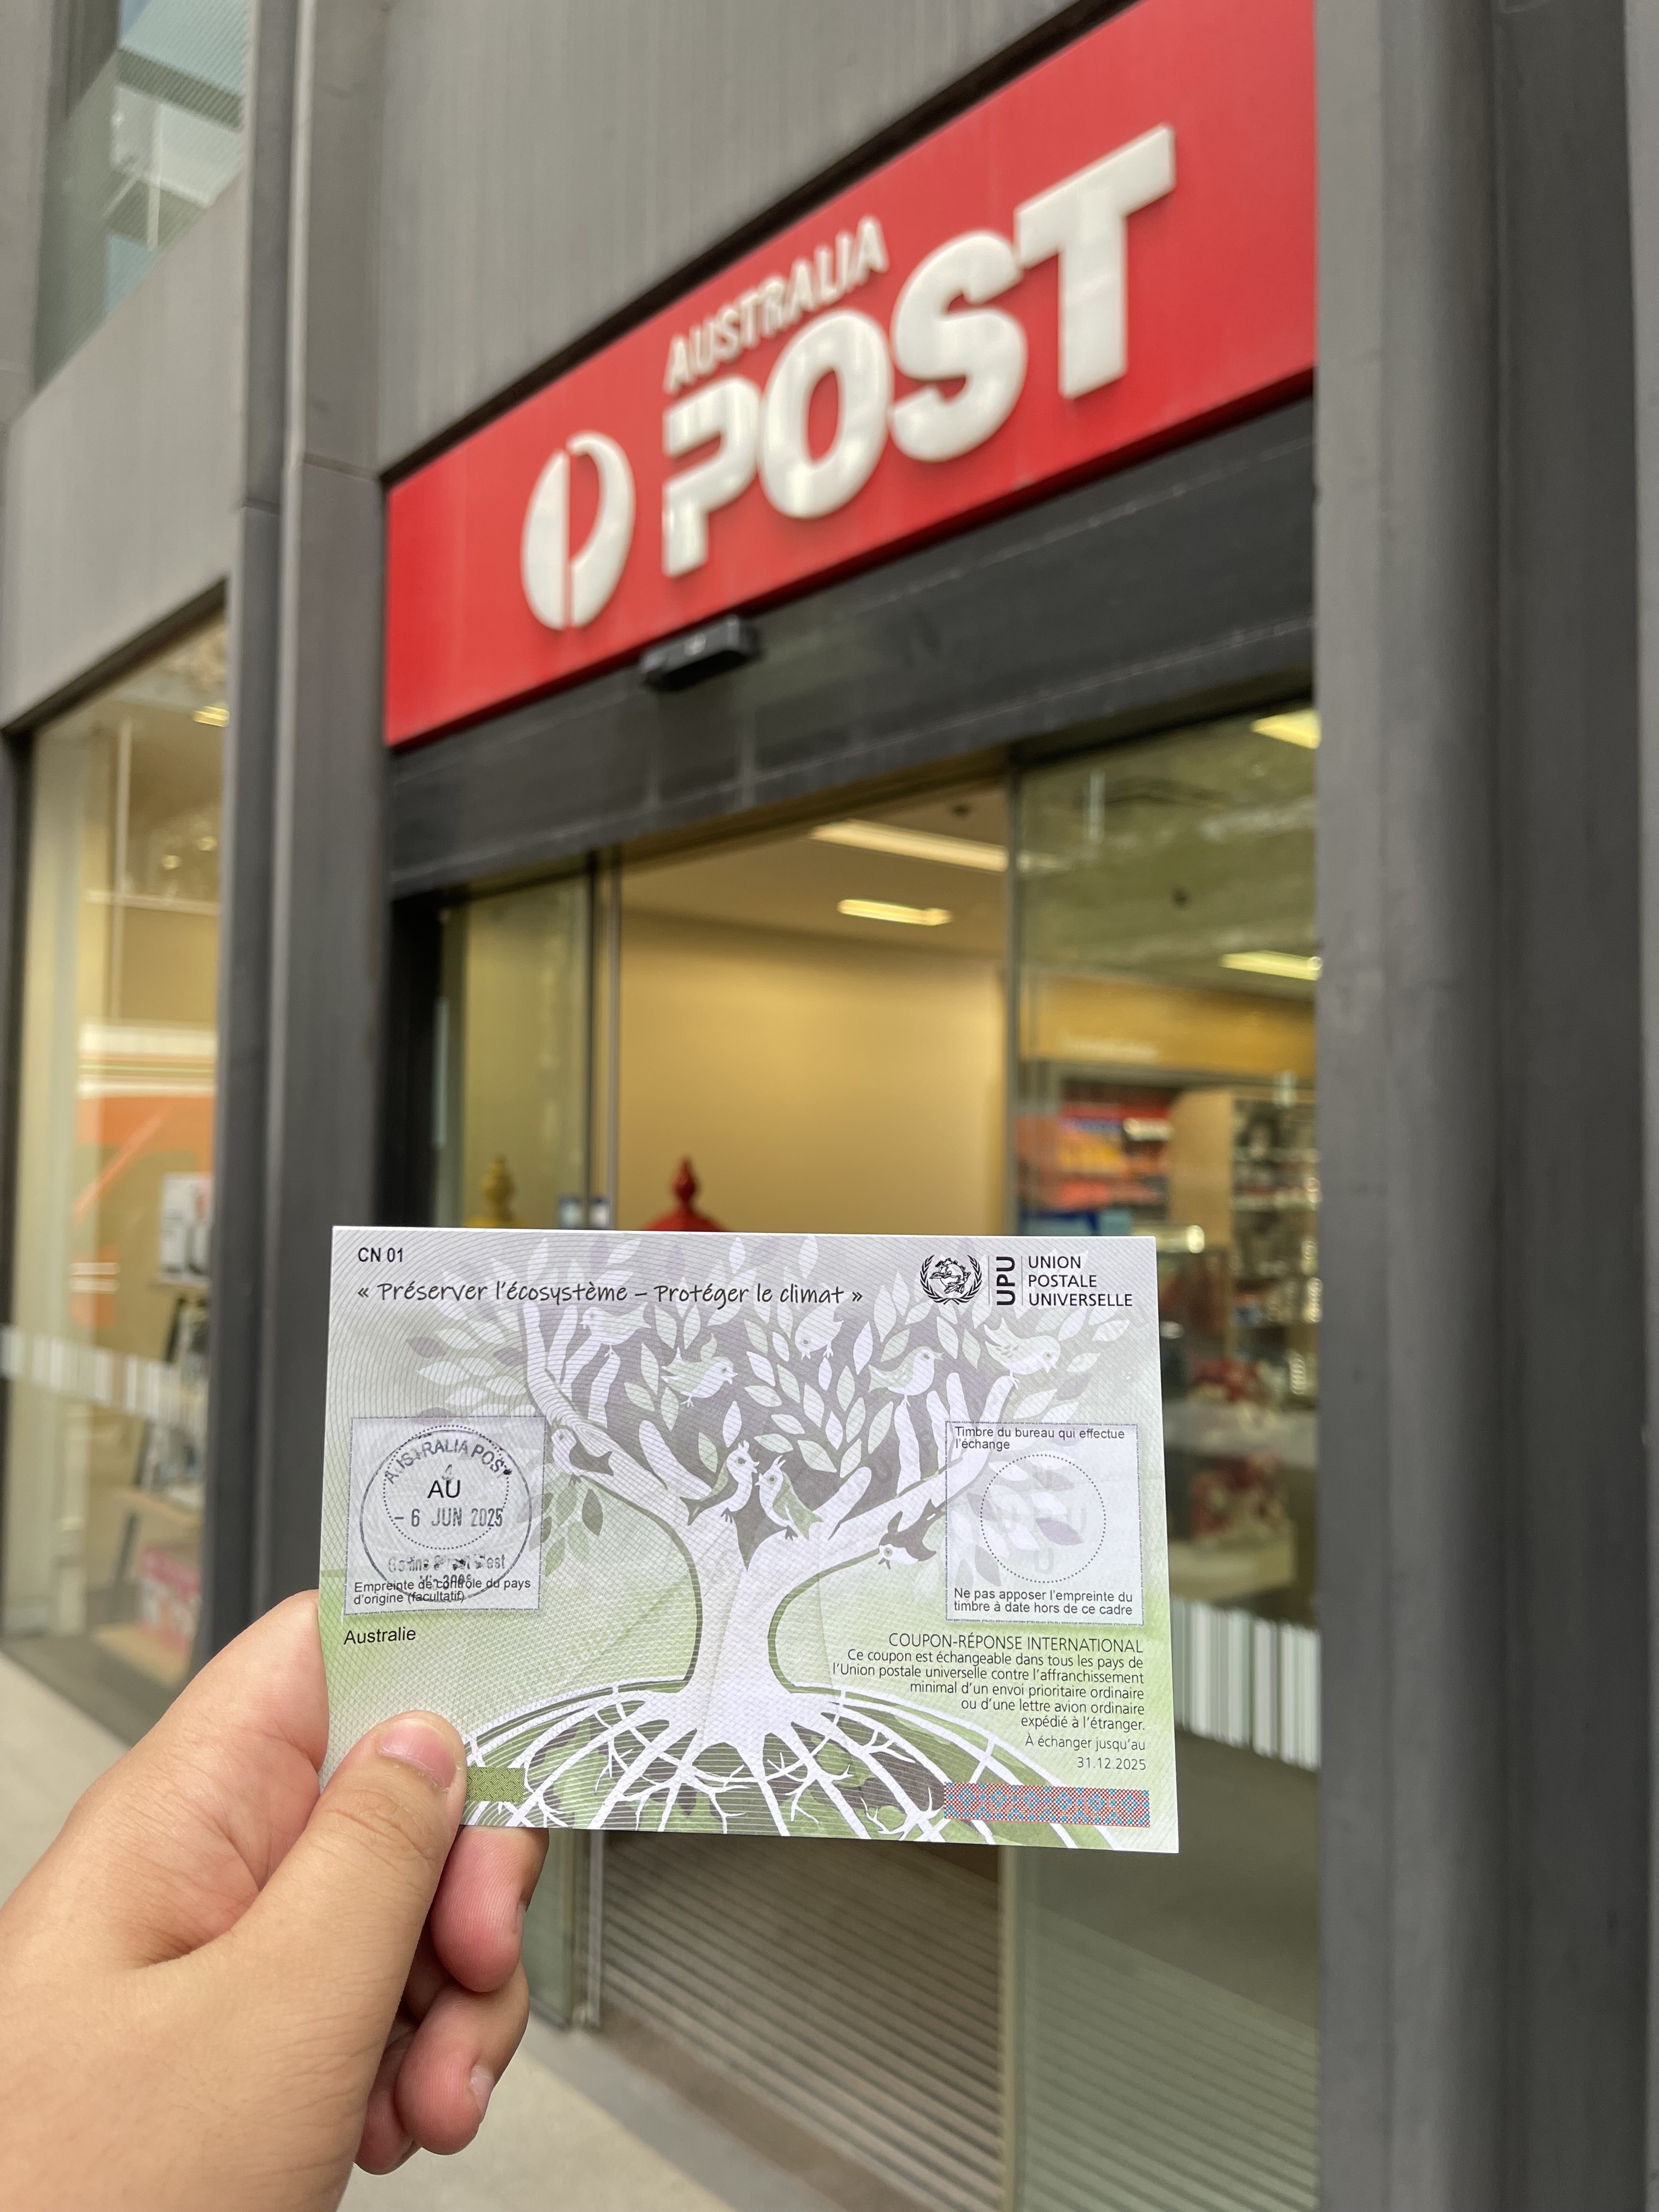 AUSTRALIA
POST
CN 01
« Préserver l'écosystème – Protéger le climat »
UPU
UNION
POSTALE
UNIVERSELLE
AUSTRALIA POST
AU
- 6 JUN 2025
Empreinte de contrôle du pays
d'origine (facultatif)
Australie
Timbre du bureau qui effectue
l'échange
Ne pas apposer l'empreinte du
timbre à date hors de ce cadre
COUPON-RÉPONSE INTERNATIONAL
Ce coupon est échangeable dans tous les pays de
l'Union postale universelle contre l'affranchissement
minimal d'un envoi prioritaire ordinaire
ou d'une lettre avion ordinaire
expédié à l'étranger.
À échanger jusqu'au
31.12.2025